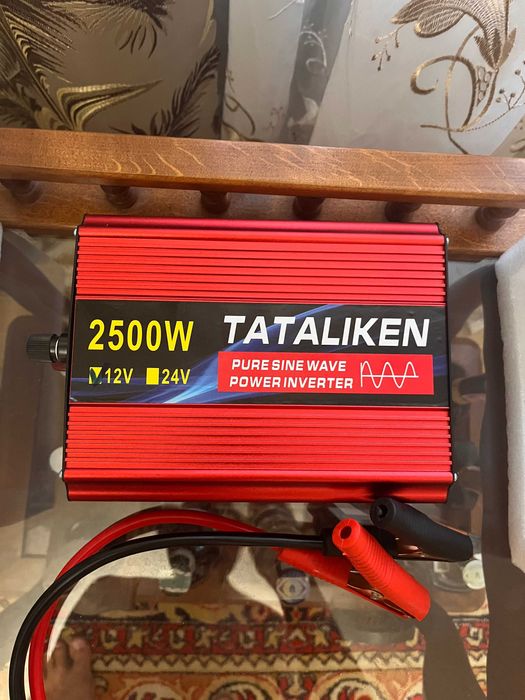 2500W
12V 24V
TATALIKEN
PURE SINE WAVE
POWER INVERTER